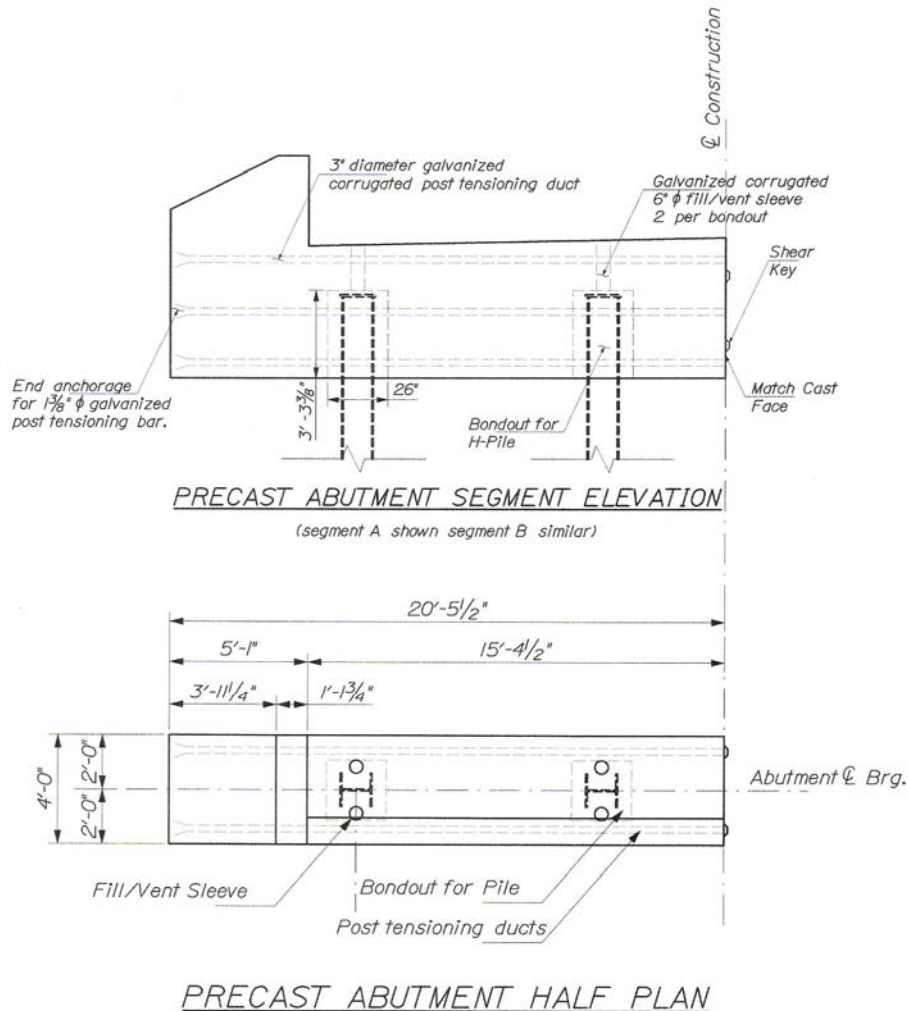 ℄ Construction
3" diameter galvanized
corrugated post tensioning duct
Galvanized corrugated
6" ϕ fill/vent sleeve
2 per bondout
Shear
Key
End anchorage
for 1⅜" ϕ galvanized
post tensioning bar.
3'-3⅜"
26"
Bondout for
H-Pile
Match Cast
Face
PRECAST ABUTMENT SEGMENT ELEVATION
(segment A shown segment B similar)
20'-5½"
5'-1"
15'-4½"
3'-11¼"
1'-1¾"
4'-0"
2'-0"
2'-0"
Abutment ℄ Brg.
Fill/Vent Sleeve
Bondout for Pile
Post tensioning ducts
PRECAST ABUTMENT HALF PLAN